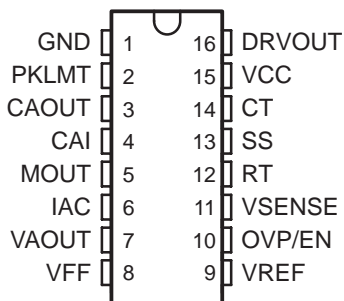 GND 1 16 DRVOUT
PKLMT 2 15 VCC
CAOUT 3 14 CT
CAI 4 13 SS
MOUT 5 12 RT
IAC 6 11 VSENSE
VAOUT 7 10 OVP/EN
VFF 8 9 VREF